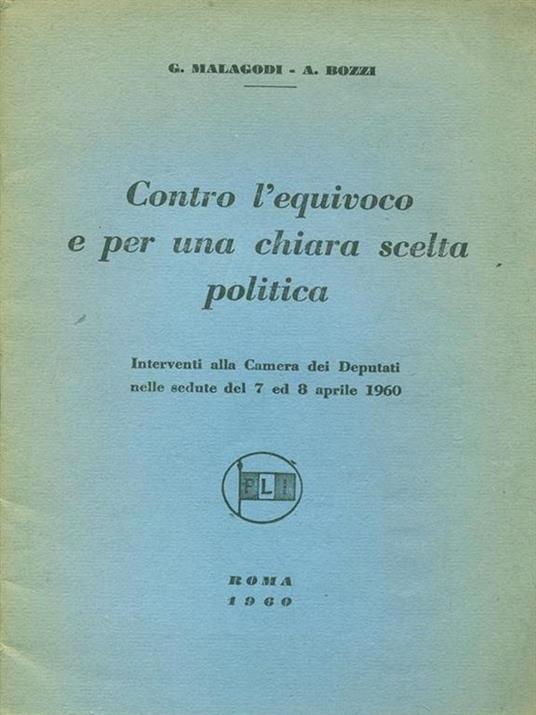 G. MALAGODI - A. BOZZI
Contro l'equivoco
e per una chiara scelta
politica
Interventi alla Camera dei Deputati
nelle sedute del 7 ed 8 aprile 1960
PLI
ROMA
1960